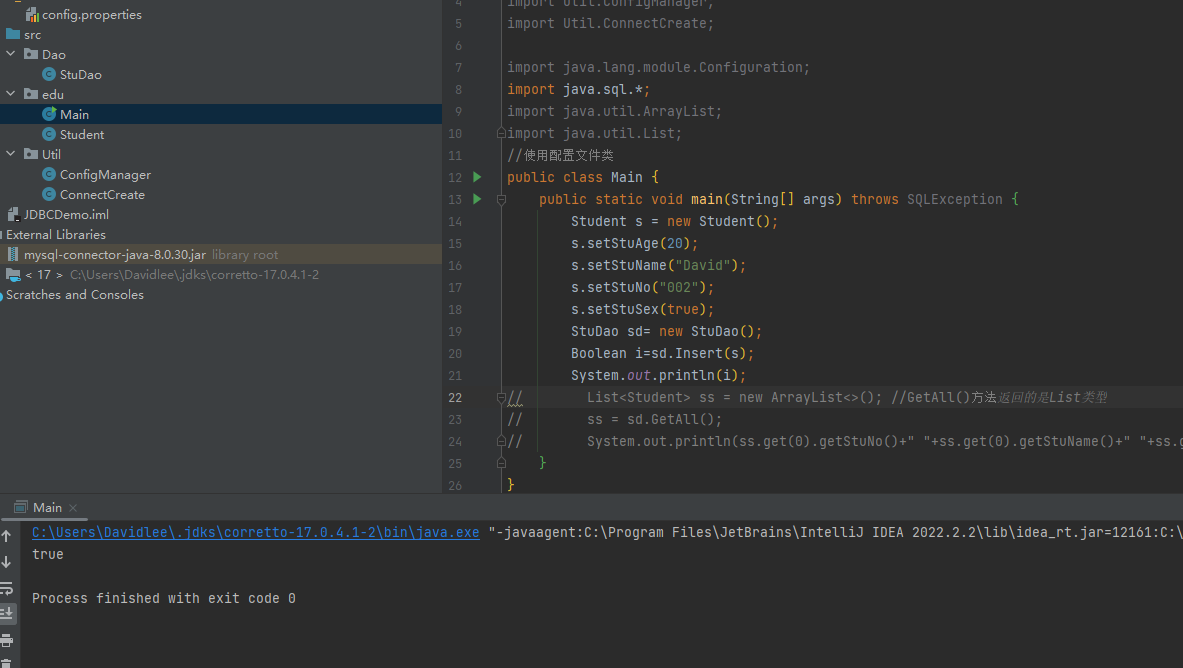 config.properties
src
Dao
StuDao
edu
Main
Student
Util
ConfigManager
ConnectCreate
JDBCDemo.iml
External Libraries
mysql-connector-java-8.0.30.jar library root
< 17 > C:\Users\Davidlee\.jdks\corretto-17.0.4.1-2
Scratches and Consoles
4 import Util.ConfigManager;
5 import Util.ConnectCreate;
6
7 import java.lang.module.Configuration;
8 import java.sql.*;
9 import java.util.ArrayList;
10 import java.util.List;
11 //使用配置文件类
12 public class Main {
13 public static void main(String[] args) throws SQLException {
14 Student s = new Student();
15 s.setStuAge(20);
16 s.setStuName("David");
17 s.setStuNo("002");
18 s.setStuSex(true);
19 StuDao sd= new StuDao();
20 Boolean i=sd.Insert(s);
21 System.out.println(i);
22 // List<Student> ss = new ArrayList<>(); //GetAll()方法返回的是List类型
23 // ss = sd.GetAll();
24 // System.out.println(ss.get(0).getStuNo()+" "+ss.get(0).getStuName()+" "+ss.g
25 }
26 }
Main
C:\Users\Davidlee\.jdks\corretto-17.0.4.1-2\bin\java.exe "-javaagent:C:\Program Files\JetBrains\IntelliJ IDEA 2022.2.2\lib\idea_rt.jar=12161:C:\
true
Process finished with exit code 0